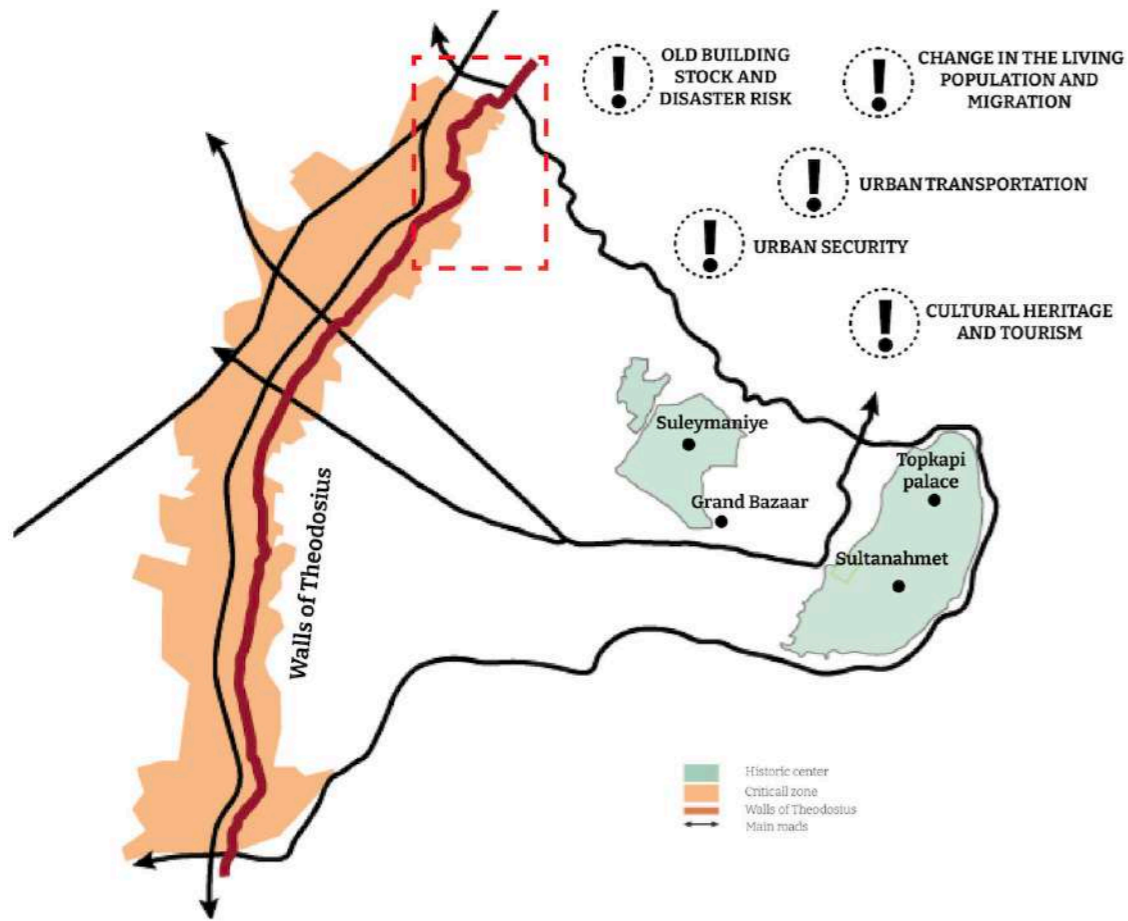 OLD BUILDING
STOCK AND
DISASTER RISK
CHANGE IN THE LIVING
POPULATION AND
MIGRATION
URBAN TRANSPORTATION
URBAN SECURITY
CULTURAL HERITAGE
AND TOURISM
Suleymaniye
Topkapi
palace
Grand Bazaar
Sultanahmet
Walls of Theodosius
Historic center
Criticall zone
Walls of Theodosius
Main roads